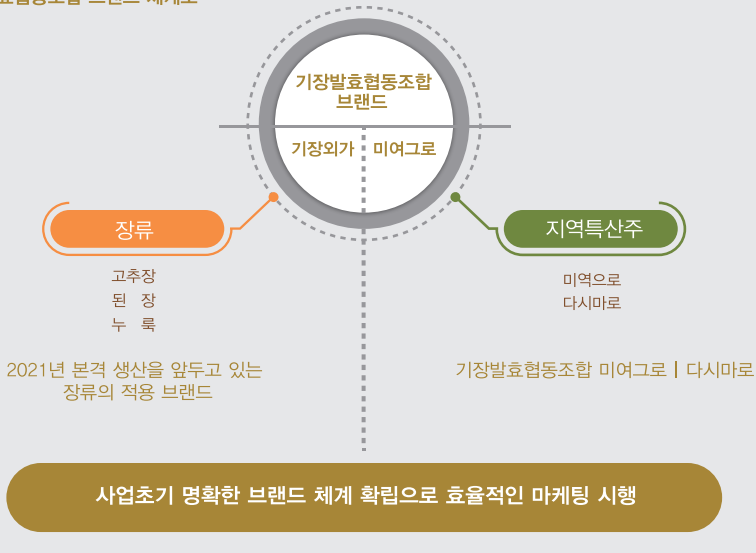 기장발효협동조합
브랜드
기장외가 미여그로
장류
고추장
된 장
누 룩
2021년 본격 생산을 앞두고 있는
장류의 적용 브랜드
지역특산주
미역으로
다시마로
기장발효협동조합 미여그로 | 다시마로
사업초기 명확한 브랜드 체계 확립으로 효율적인 마케팅 시행